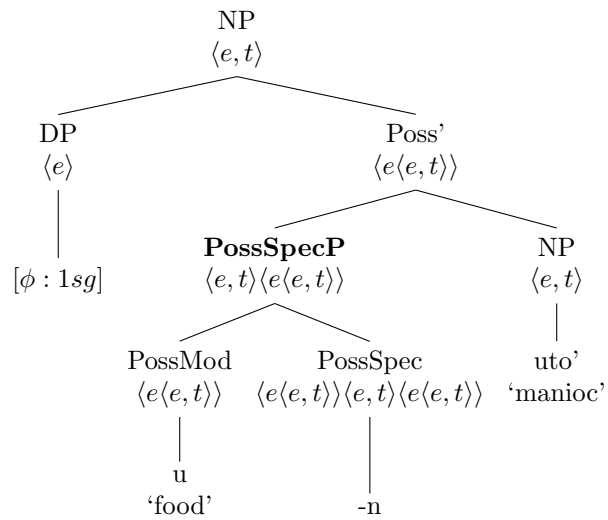 NP
⟨e, t⟩
DP Poss’
⟨e⟩ ⟨e⟨e, t⟩⟩
PossSpecP NP
[ϕ : 1sg] ⟨e, t⟩⟨e⟨e, t⟩⟩ ⟨e, t⟩
PossMod PossSpec uto’
⟨e⟨e, t⟩⟩ ⟨e⟨e, t⟩⟩⟨e, t⟩⟨e⟨e, t⟩⟩ ‘manioc’
u
‘food’ -n